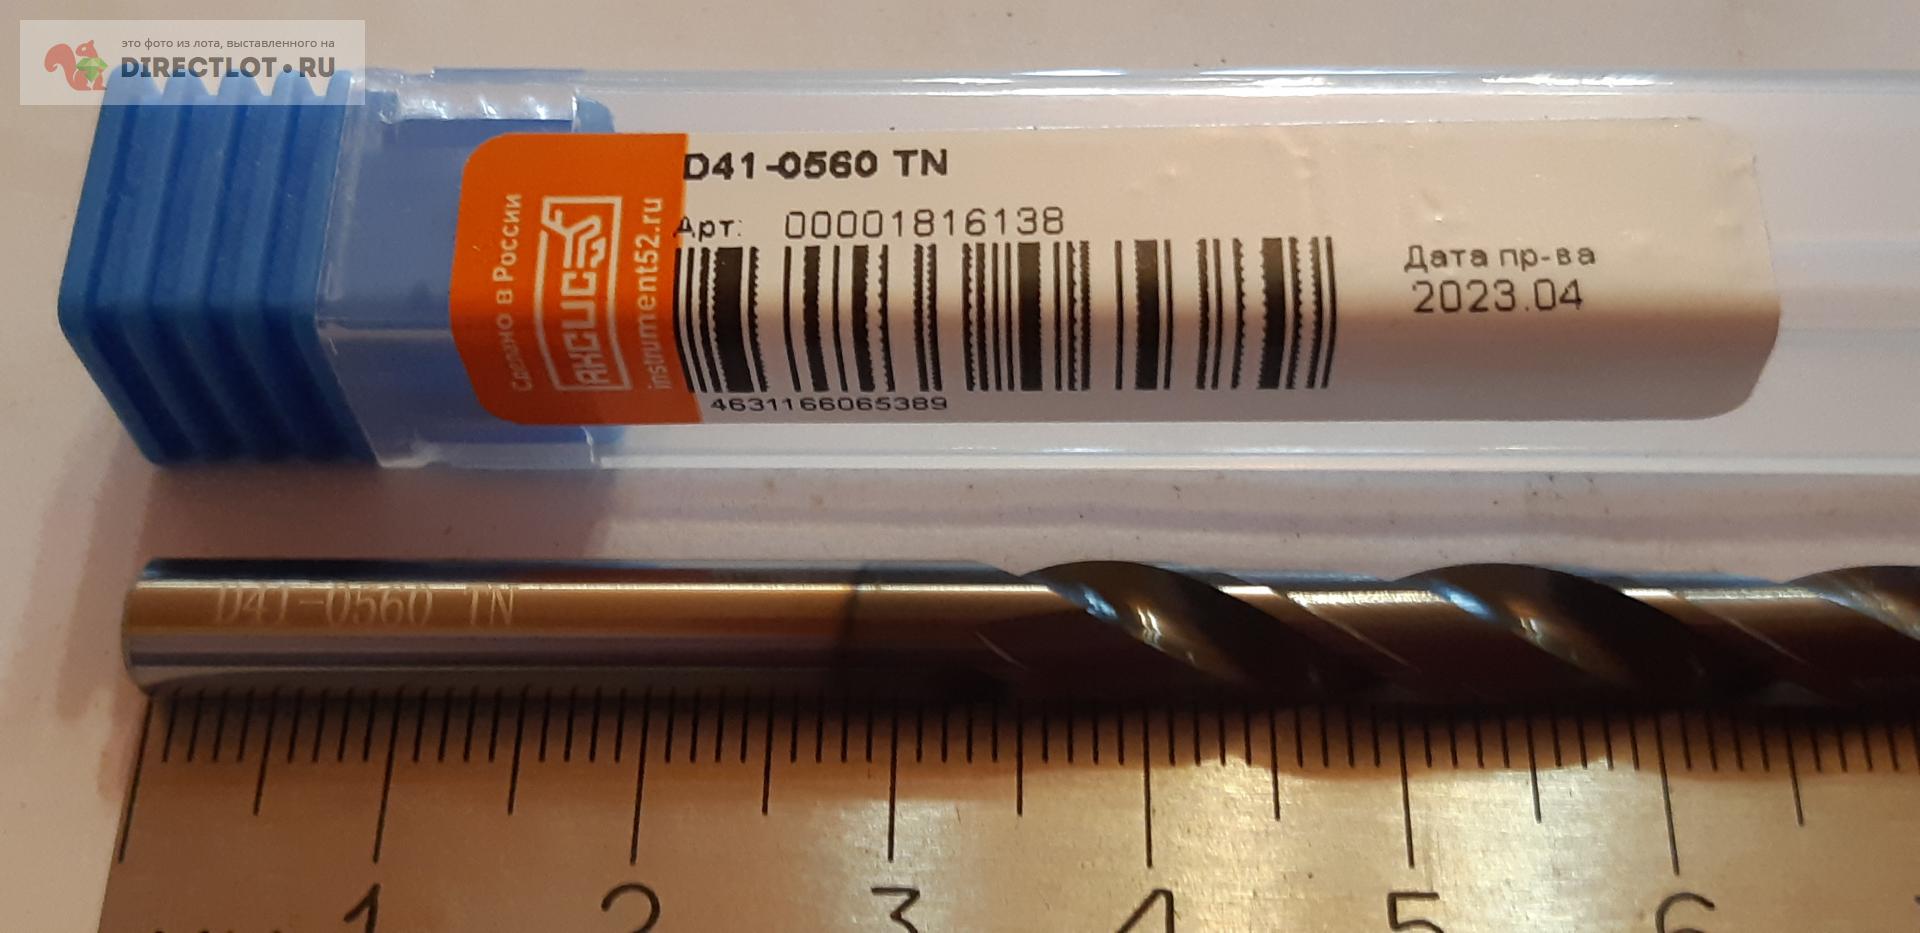 это фото из лота, выставленного на
DIRECTLOT.RU
D41-0560 TN
Арт: 00001816138
Сделано в России
АКСИС
instrument52.ru
Дата пр-ва
2023.04
4631166065389
D41-0560 TN
1 2 3 4 5 6